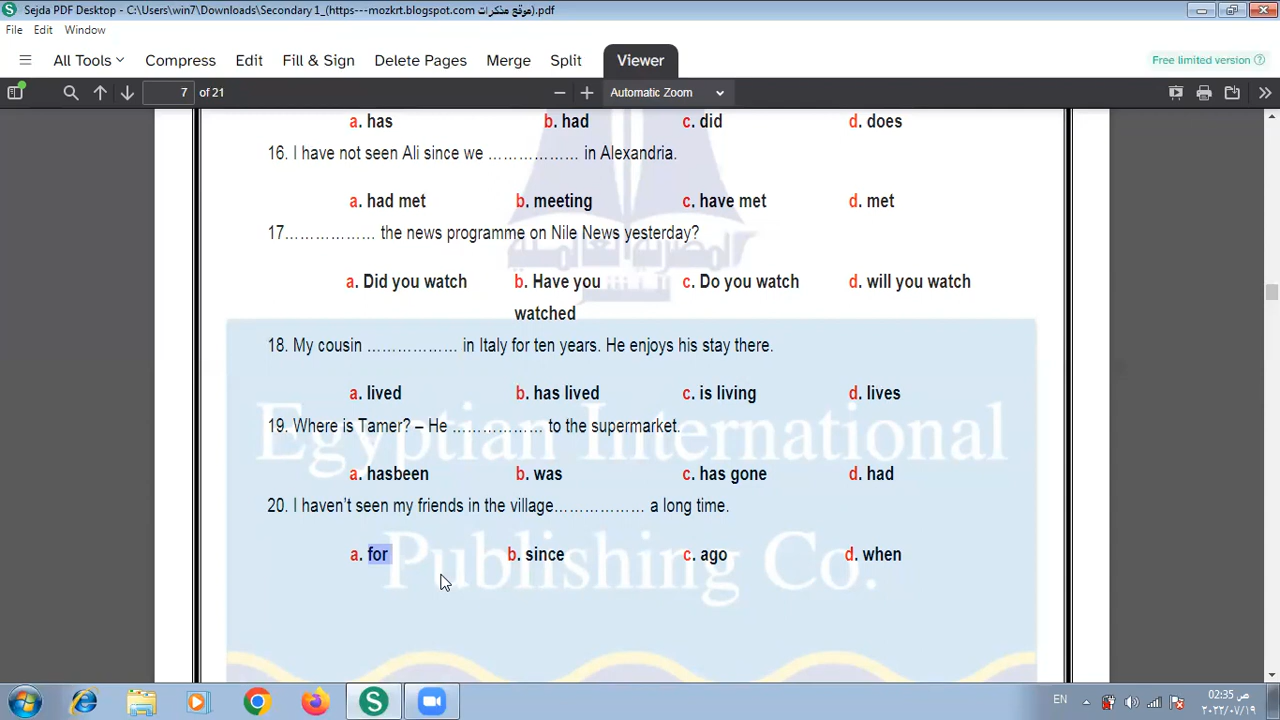 Sejda PDF Desktop - C:\Users\win7\Downloads\Secondary 1_(https---mozkrt.blogspot.com موقع مذكرات).pdf
File Edit Window
All Tools Compress Edit Fill & Sign Delete Pages Merge Split Viewer Free limited version
7 of 21 Automatic Zoom
a. has b. had c. did d. does
16. I have not seen Ali since we ……………… in Alexandria.
a. had met b. meeting c. have met d. met
17……………… the news programme on Nile News yesterday?
a. Did you watch b. Have you c. Do you watch d. will you watch
watched
18. My cousin ……………… in Italy for ten years. He enjoys his stay there.
a. lived b. has lived c. is living d. lives
19. Where is Tamer? – He ……………… to the supermarket.
a. hasbeen b. was c. has gone d. had
20. I haven't seen my friends in the village……………… a long time.
a. for b. since c. ago d. when
Egyptian International
Publishing Co.
EN 02:35 ص
٢٠٢٢/٠٧/١٩